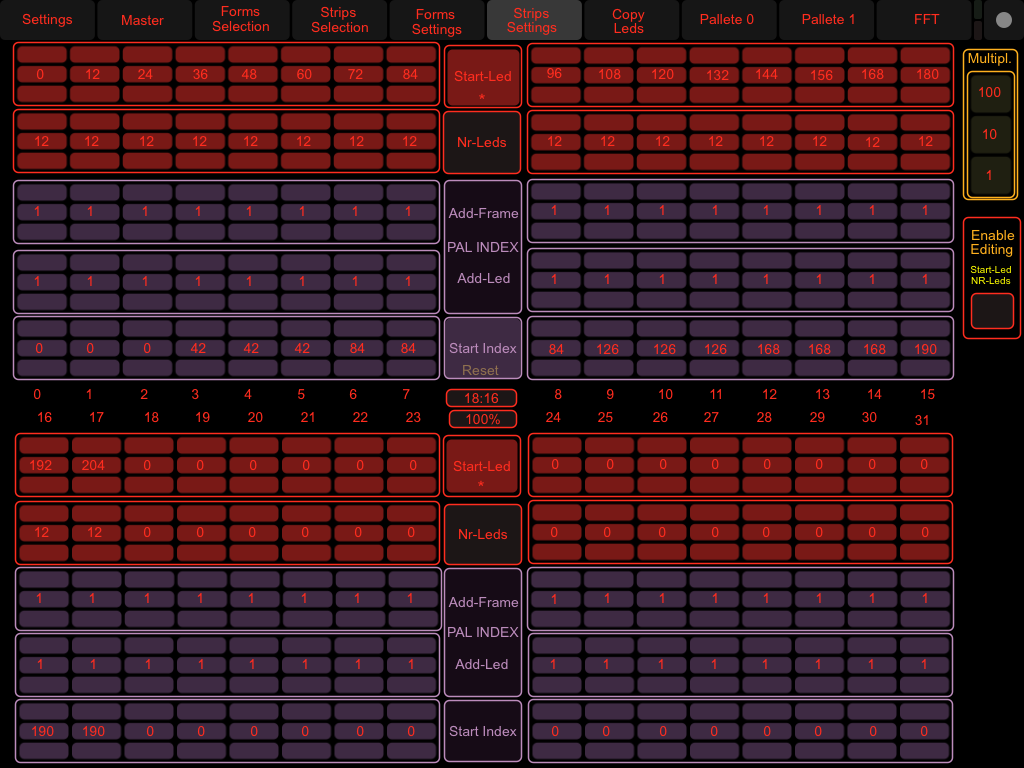 Settings Master Forms Selection Strips Selection Forms Settings Strips Settings Copy Leds Pallete 0 Pallete 1 FFT
0 12 24 36 48 60 72 84 Start-Led * 96 108 120 132 144 156 168 180
12 12 12 12 12 12 12 12 Nr-Leds 12 12 12 12 12 12 12 12
1 1 1 1 1 1 1 1 Add-Frame 1 1 1 1 1 1 1 1
PAL INDEX
1 1 1 1 1 1 1 1 Add-Led 1 1 1 1 1 1 1 1
0 0 0 42 42 42 84 84 Start Index 84 126 126 126 168 168 168 190
Reset
0 1 2 3 4 5 6 7 18:16 8 9 10 11 12 13 14 15
16 17 18 19 20 21 22 23 100% 24 25 26 27 28 29 30 31
192 204 0 0 0 0 0 0 Start-Led * 0 0 0 0 0 0 0 0
12 12 0 0 0 0 0 0 Nr-Leds 0 0 0 0 0 0 0 0
1 1 1 1 1 1 1 1 Add-Frame 1 1 1 1 1 1 1 1
PAL INDEX
1 1 1 1 1 1 1 1 Add-Led 1 1 1 1 1 1 1 1
190 190 0 0 0 0 0 0 Start Index 0 0 0 0 0 0 0 0
Multipl.
100
10
1
Enable
Editing
Start-Led
NR-Leds